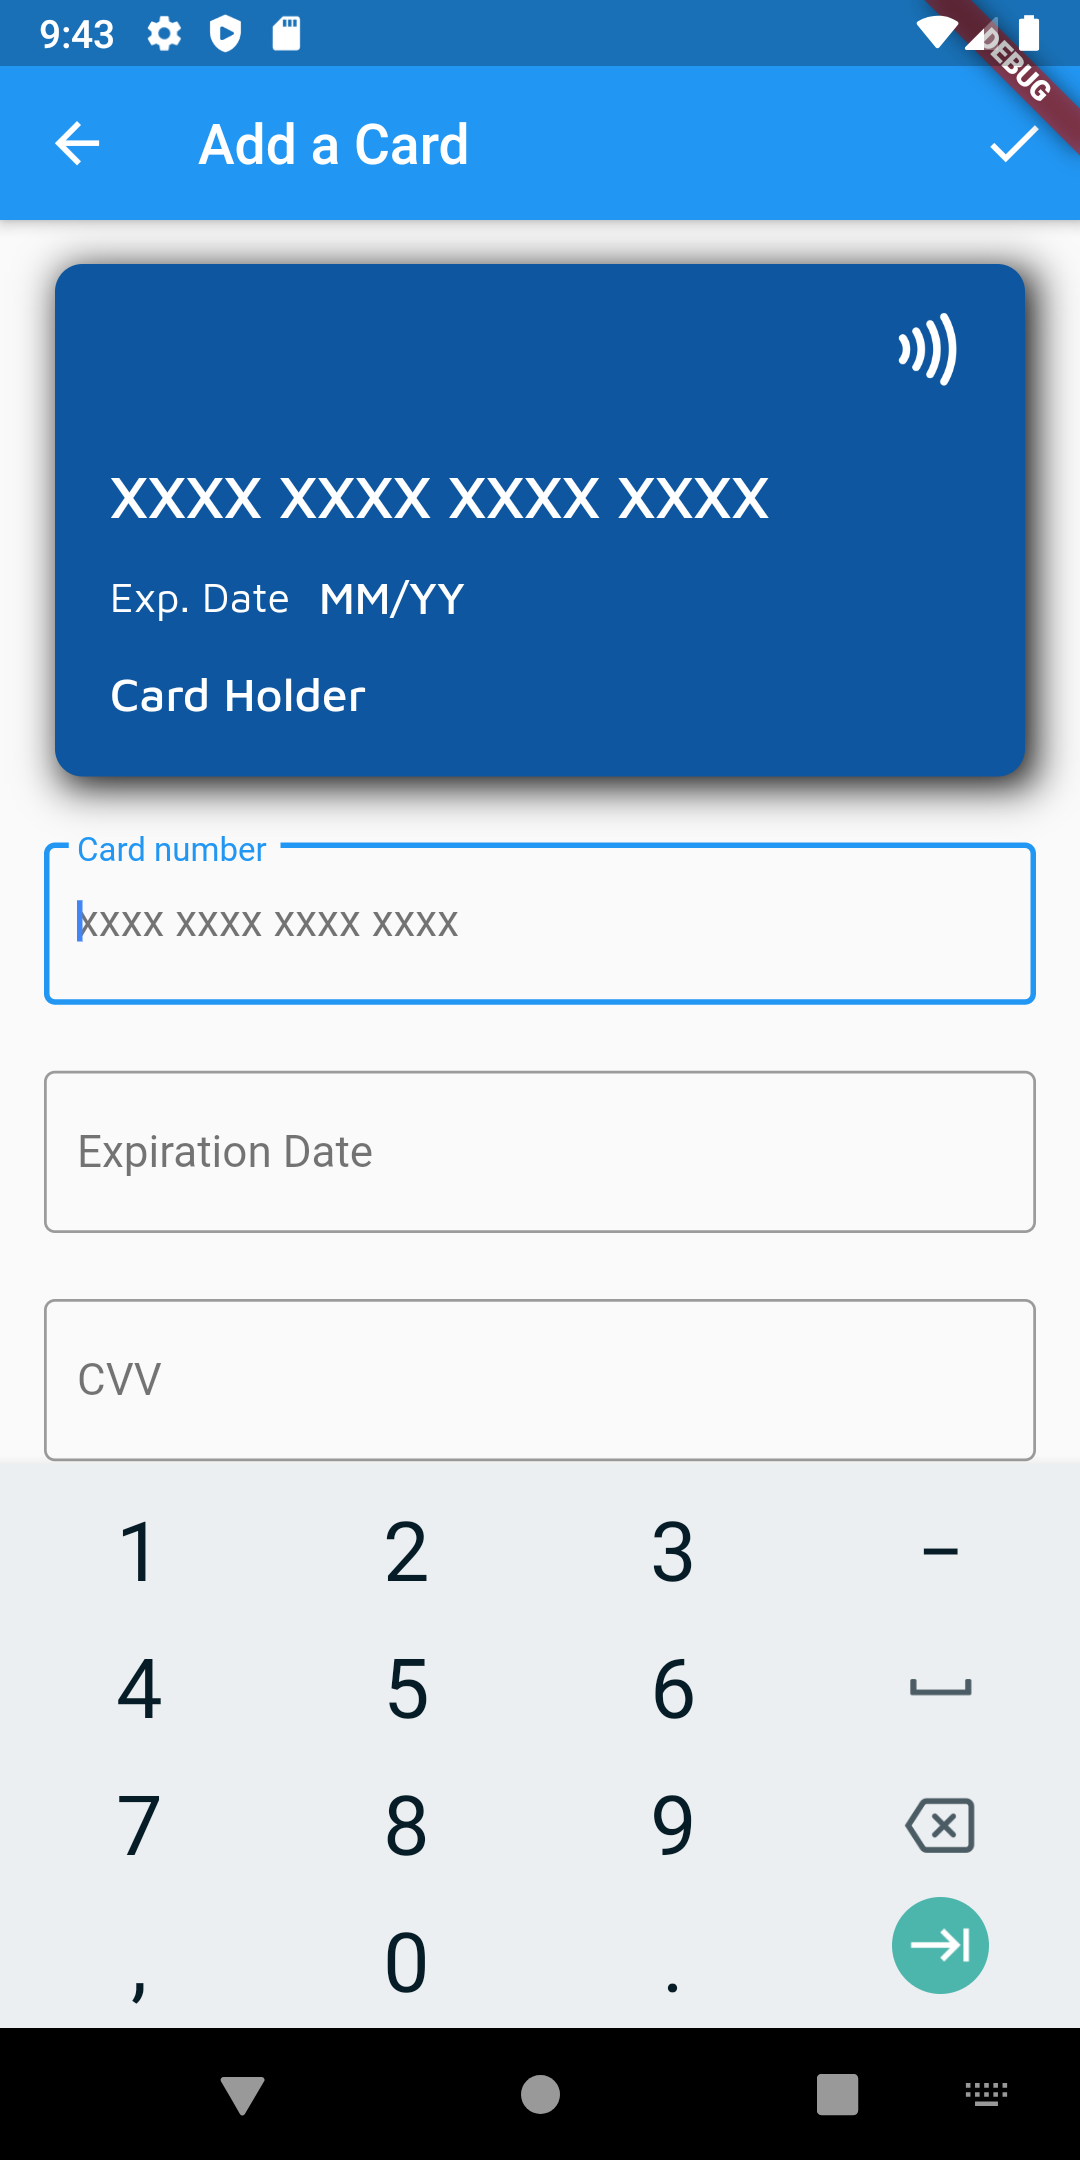 9:43
DEBUG
Add a Card
XXXX XXXX XXXX XXXX
Exp. Date MM/YY
Card Holder
Card number
xxxx xxxx xxxx xxxx
Expiration Date
CVV
1 2 3 –
4 5 6
7 8 9
, 0 .